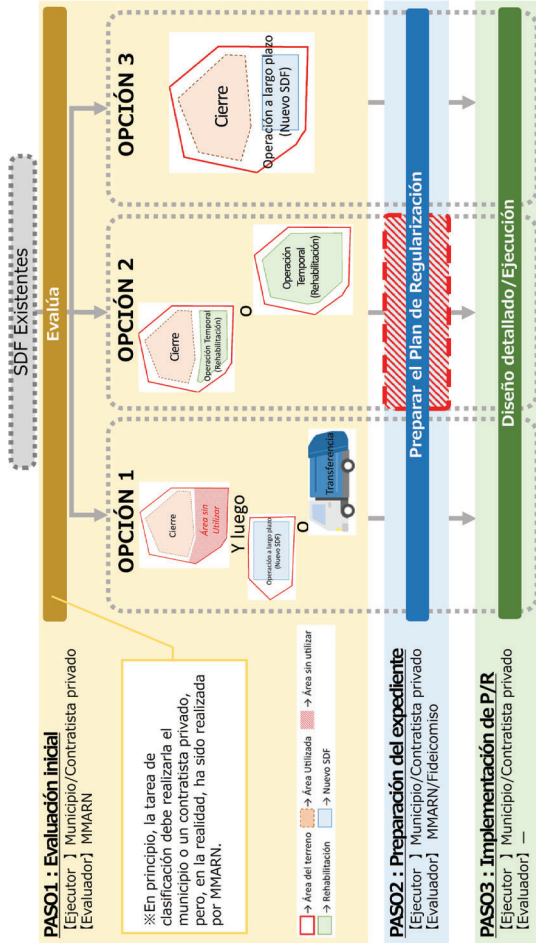 SDF Existentes
PASO1 : Evaluación inicial
【Ejecutor 】Municipio/Contratista privado
【Evaluador】MMARN
Evalúa
※En principio, la tarea de
clasificación debe realizarla el
municipio o un contratista privado,
pero, en la realidad, ha sido realizada
por MMARN.
→ Área del terreno
→ Área Utilizada
→ Área sin utilizar
→ Rehabilitación
→ Nuevo SDF
OPCIÓN 1
Cierre
Área sin
Utilizar
Y luego
Operación a largo plazo
(Nuevo SDF)
O
Transferencia
OPCIÓN 2
Cierre
Operación Temporal
(Rehabilitación)
O
Operación
Temporal
(Rehabilitación)
OPCIÓN 3
Cierre
Operación a largo plazo
(Nuevo SDF)
PASO2 : Preparación del expediente
【Ejecutor 】Municipio/Contratista privado
【Evaluador】MMARN/Fideicomiso
Preparar el Plan de Regularización
PASO3 : Implementación de P/R
【Ejecutor 】Municipio/Contratista privado
【Evaluador】—
Diseño detallado/Ejecución